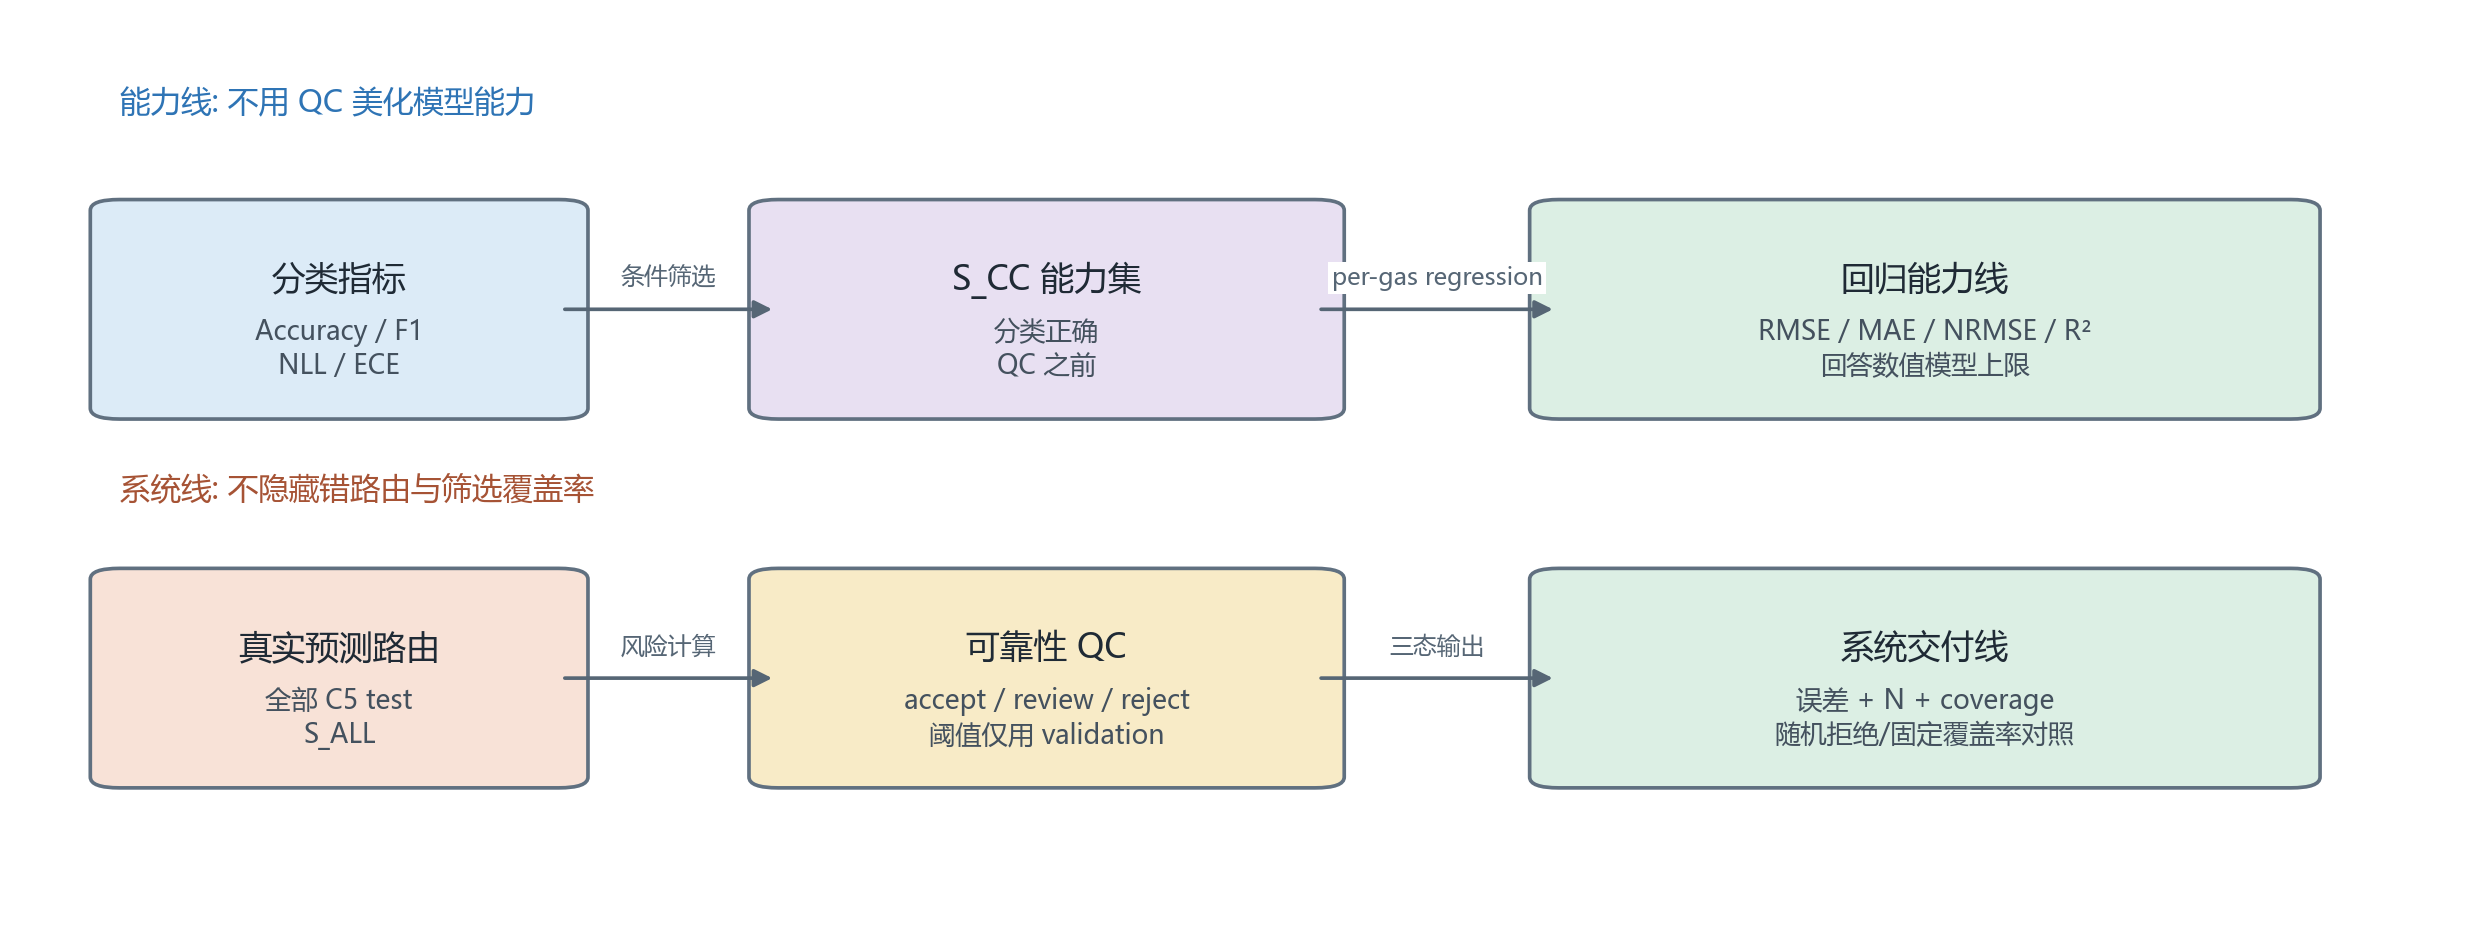 能力线: 不用 QC 美化模型能力
分类指标
Accuracy / F1
NLL / ECE
条件筛选
S_CC 能力集
分类正确
QC 之前
per-gas regression
回归能力线
RMSE / MAE / NRMSE / R²
回答数值模型上限
系统线: 不隐藏错路由与筛选覆盖率
真实预测路由
全部 C5 test
S_ALL
风险计算
可靠性 QC
accept / review / reject
阈值仅用 validation
三态输出
系统交付线
误差 + N + coverage
随机拒绝/固定覆盖率对照